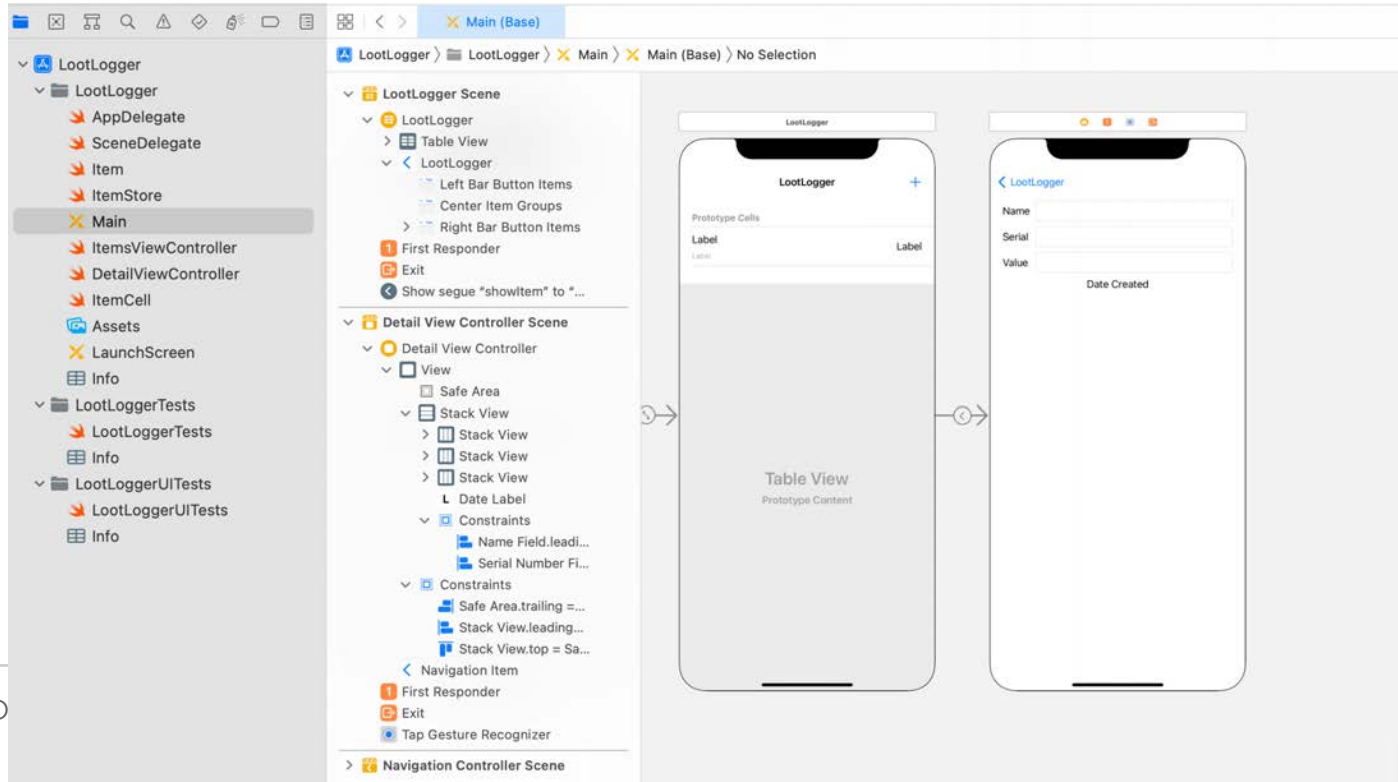 Main (Base)
LootLogger
LootLogger
AppDelegate
SceneDelegate
Item
ItemStore
Main
ItemsViewController
DetailViewController
ItemCell
Assets
LaunchScreen
Info
LootLoggerTests
LootLoggerTests
Info
LootLoggerUITests
LootLoggerUITests
Info
LootLogger 〉 LootLogger 〉 Main 〉 Main (Base) 〉 No Selection
LootLogger Scene
LootLogger
Table View
LootLogger
Left Bar Button Items
Center Item Groups
Right Bar Button Items
1 First Responder
Exit
Show segue "showItem" to "...
Detail View Controller Scene
Detail View Controller
View
Safe Area
Stack View
Stack View
Stack View
Stack View
L Date Label
Constraints
Name Field.leadi...
Serial Number Fi...
Constraints
Safe Area.trailing =...
Stack View.leading...
Stack View.top = Sa...
Navigation Item
1 First Responder
Exit
Tap Gesture Recognizer
Navigation Controller Scene
LootLogger
LootLogger +
Prototype Cells
Label Label
Label
Table View
Prototype Content
LootLogger
Name
Serial
Value
Date Created